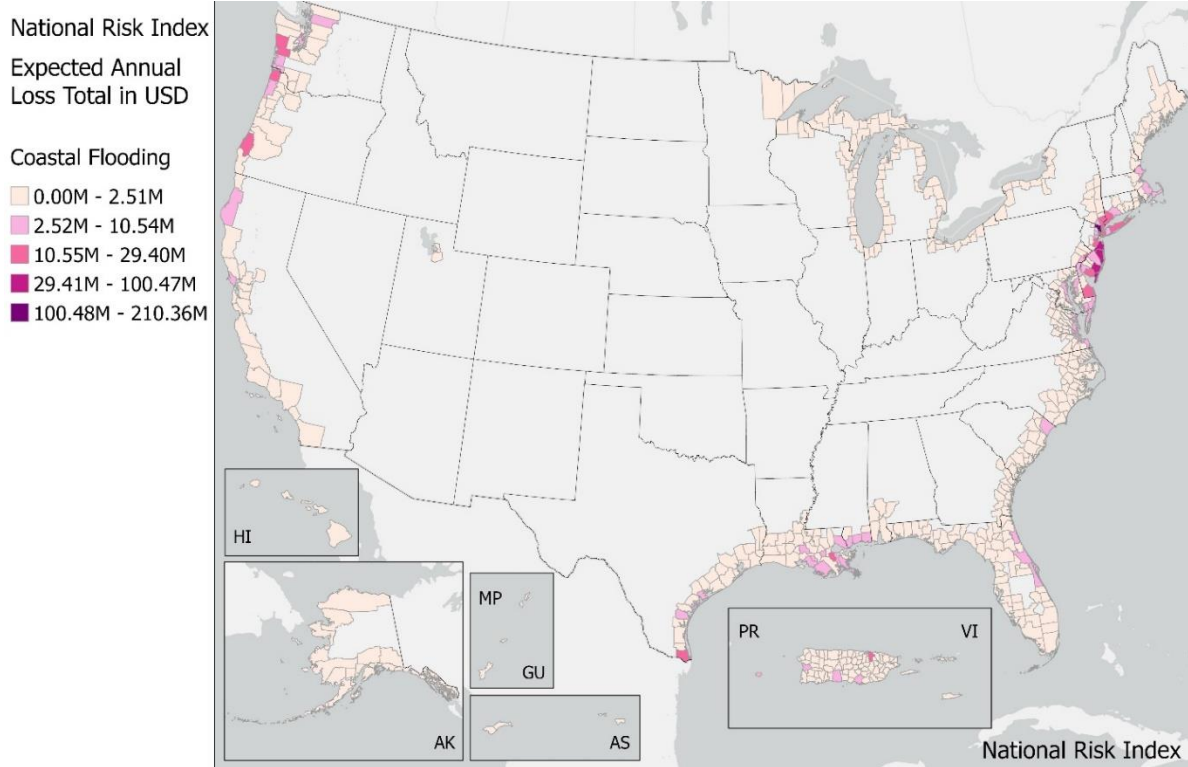 National Risk Index
Expected Annual
Loss Total in USD
Coastal Flooding
0.00M - 2.51M
2.52M - 10.54M
10.55M - 29.40M
29.41M - 100.47M
100.48M - 210.36M
HI
AK
MP
GU
AS
PR
VI
National Risk Index